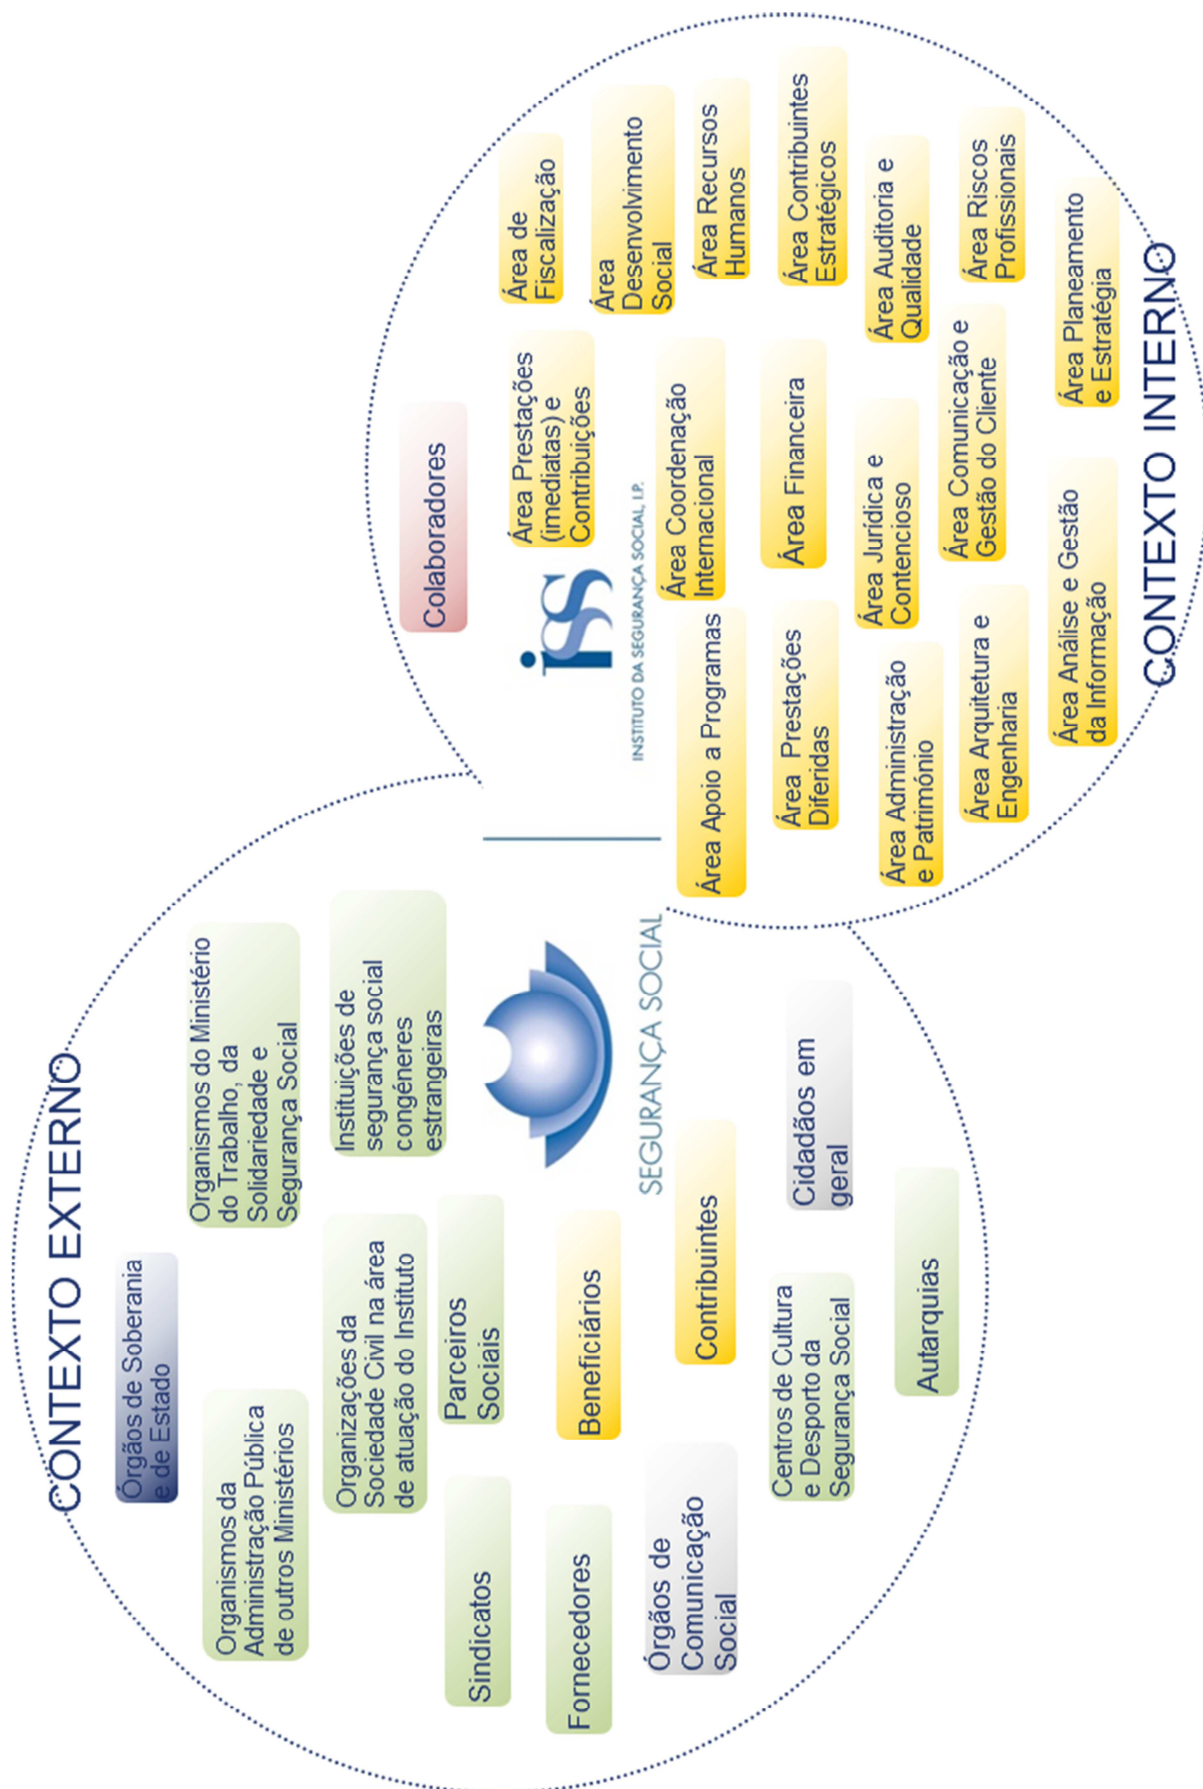 CONTEXTO EXTERNO
Órgãos de Soberania
e de Estado
Organismos da
Administração Pública
de outros Ministérios
Organismos do Ministério
do Trabalho, da
Solidariedade e
Segurança Social
Organizações da
Sociedade Civil na área
de atuação do Instituto
Instituições de
segurança social
congéneres
estrangeiras
Sindicatos
Parceiros
Sociais
Fornecedores
Beneficiários
SEGURANÇA SOCIAL
Órgãos de
Comunicação
Social
Contribuintes
Centros de Cultura
e Desporto da
Segurança Social
Cidadãos em
geral
Autarquias
Colaboradores
iss
INSTITUTO DA SEGURANÇA SOCIAL, I.P.
Área Prestações
(imediatas) e
Contribuições
Área de
Fiscalização
Área
Desenvolvimento
Social
Área Apoio a Programas
Área Coordenação
Internacional
Área Recursos
Humanos
Área Prestações
Diferidas
Área Financeira
Área Contribuintes
Estratégicos
Área Administração
e Património
Área Jurídica e
Contencioso
Área Auditoria e
Qualidade
Área Arquitetura e
Engenharia
Área Comunicação e
Gestão do Cliente
Área Riscos
Profissionais
Área Análise e Gestão
da Informação
Área Planeamento
e Estratégia
CONTEXTO INTERNO